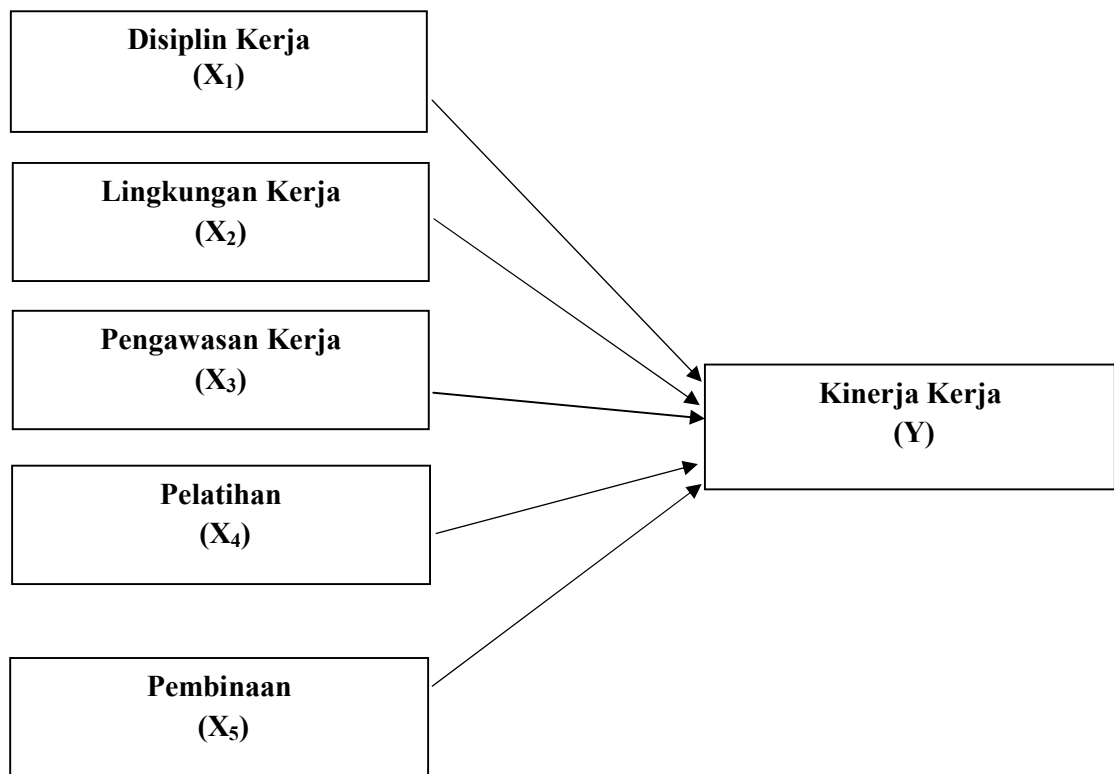 Disiplin Kerja
(X₁)
Lingkungan Kerja
(X₂)
Pengawasan Kerja
(X₃)
Pelatihan
(X₄)
Pembinaan
(X₅)
Kinerja Kerja
(Y)